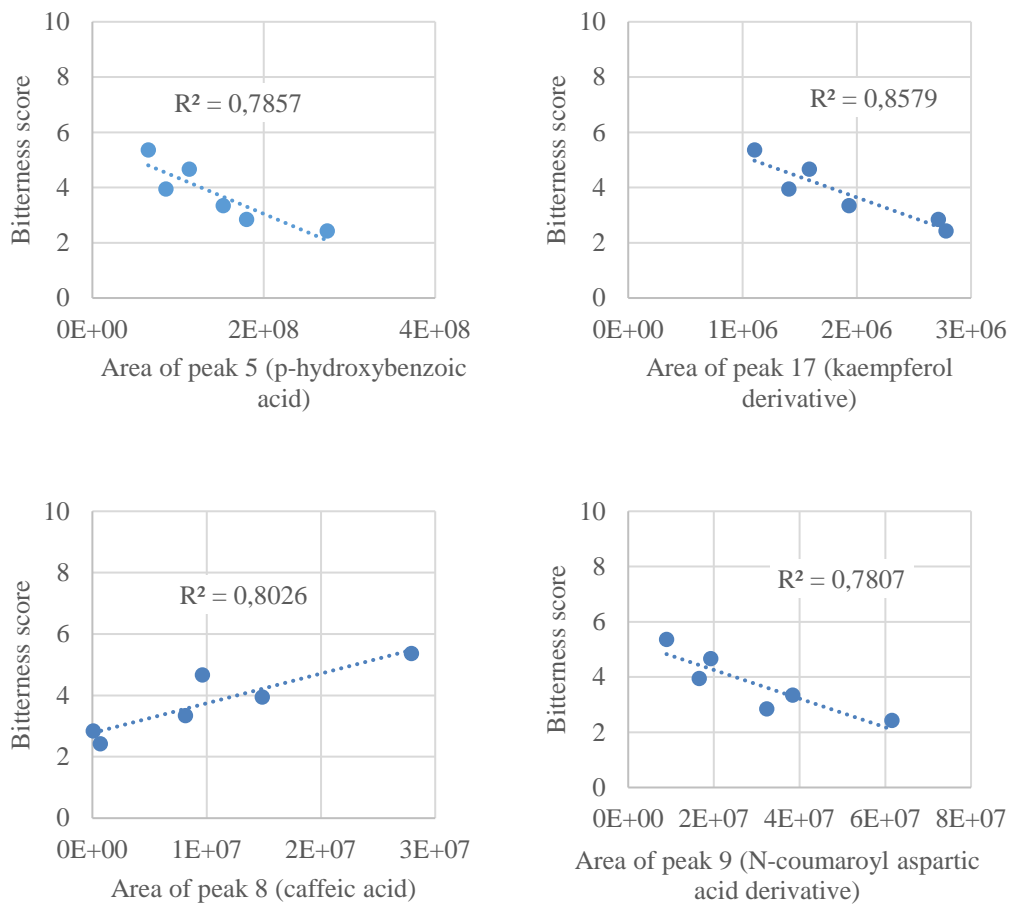 10
8
6
4
2
0
Bitterness score
R² = 0,7857
0E+00 2E+08 4E+08
Area of peak 5 (p-hydroxybenzoic
acid)
10
8
6
4
2
0
Bitterness score
R² = 0,8579
0E+00 1E+06 2E+06 3E+06
Area of peak 17 (kaempferol
derivative)
10
8
6
4
2
0
Bitterness score
R² = 0,8026
0E+00 1E+07 2E+07 3E+07
Area of peak 8 (caffeic acid)
10
8
6
4
2
0
Bitterness score
R² = 0,7807
0E+00 2E+07 4E+07 6E+07 8E+07
Area of peak 9 (N-coumaroyl aspartic
acid derivative)